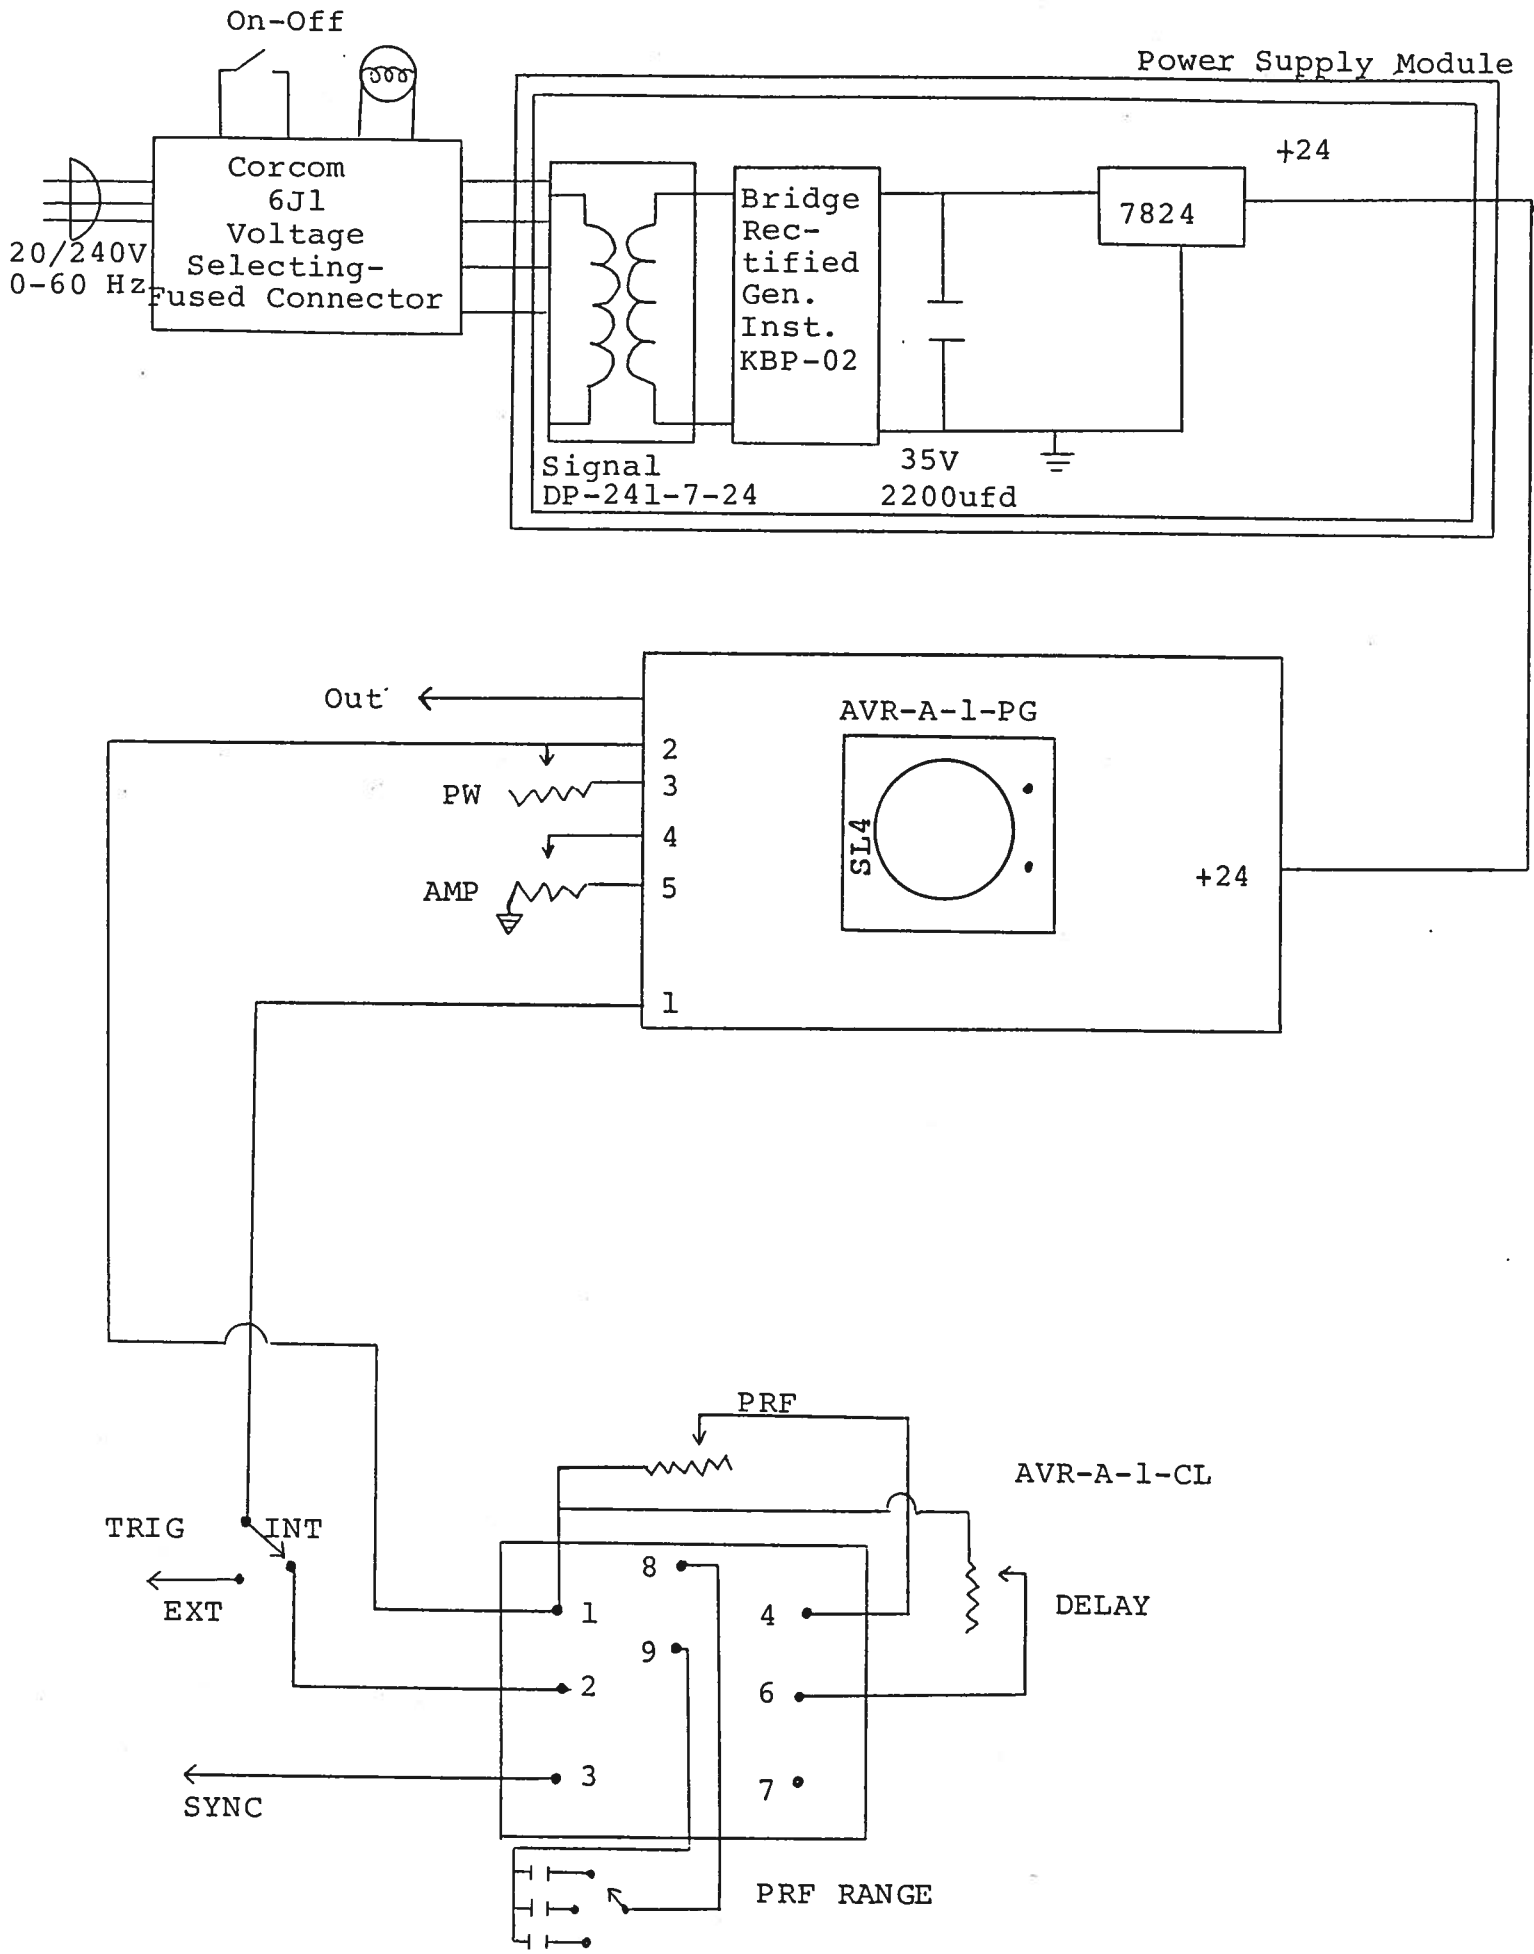 On-Off
Power Supply Module
Corcom
6J1
Voltage
Selecting-
Fused Connector
20/240V
0-60 Hz
Bridge
Rec-
tified
Gen.
Inst.
KBP-02
7824
+24
Signal
DP-241-7-24
35V
2200ufd
Out
AVR-A-1-PG
2
3
PW
4
AMP
5
SL4
+24
1
PRF
AVR-A-1-CL
TRIG
INT
EXT
8
1
4
DELAY
9
2
6
3
7
SYNC
PRF RANGE